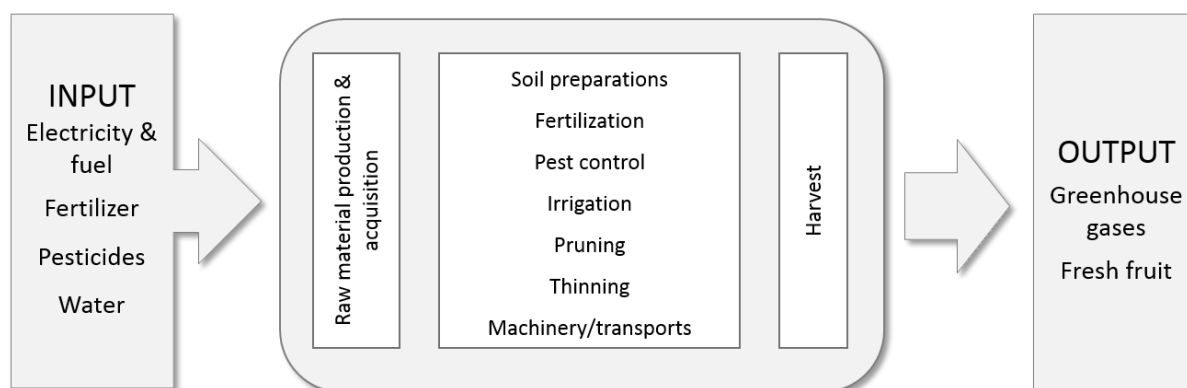 INPUT
Electricity &
fuel
Fertilizer
Pesticides
Water
Raw material production &
acquisition
Soil preparations
Fertilization
Pest control
Irrigation
Pruning
Thinning
Machinery/transports
Harvest
OUTPUT
Greenhouse
gases
Fresh fruit